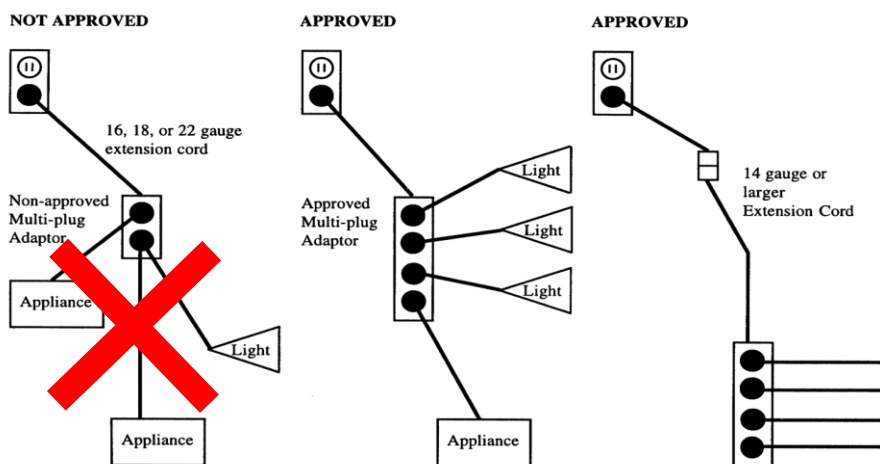 NOT APPROVED
16, 18, or 22 gauge
extension cord
Non-approved
Multi-plug
Adaptor
Appliance
Light
Appliance
APPROVED
Approved
Multi-plug
Adaptor
Light
Light
Light
Appliance
APPROVED
14 gauge or
larger
Extension Cord